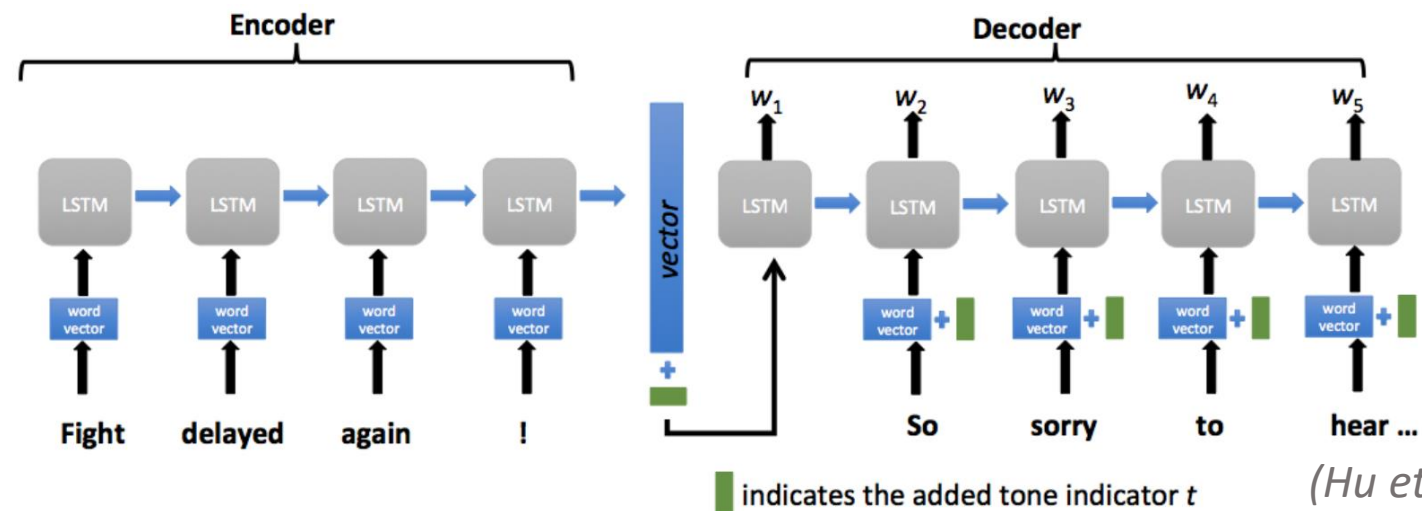 Encoder
Decoder
w1 w2 w3 w4 w5
LSTM LSTM LSTM LSTM vector LSTM LSTM LSTM LSTM LSTM
word vector word vector word vector word vector
word vector + word vector + word vector + word vector +
+
Fight delayed again !
So sorry to hear ...
indicates the added tone indicator t
(Hu et